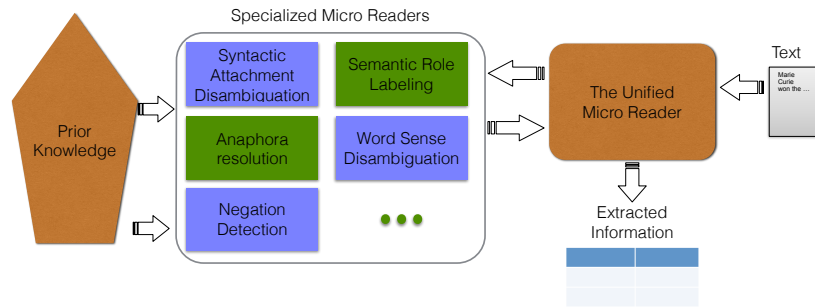 Specialized Micro Readers
Prior
Knowledge
Syntactic
Attachment
Disambiguation
Semantic Role
Labeling
Anaphora
resolution
Word Sense
Disambiguation
Negation
Detection
The Unified
Micro Reader
Text
Marie
Curie
won the ...
Extracted
Information